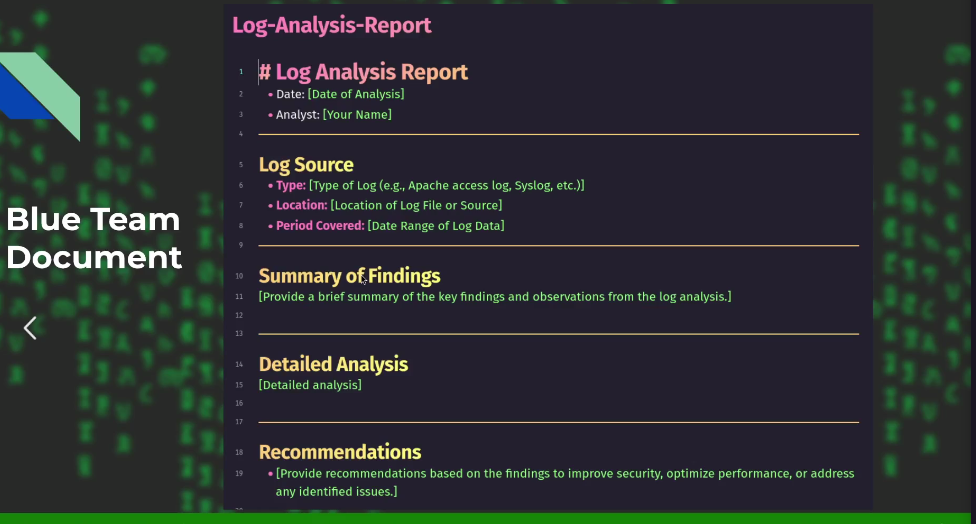 Blue Team
Document
Log-Analysis-Report
1 # Log Analysis Report
2 • Date: [Date of Analysis]
3 • Analyst: [Your Name]
4
5 Log Source
6 • Type: [Type of Log (e.g., Apache access log, Syslog, etc.)]
7 • Location: [Location of Log File or Source]
8 • Period Covered: [Date Range of Log Data]
9
10 Summary of Findings
11 [Provide a brief summary of the key findings and observations from the log analysis.]
12
13
14 Detailed Analysis
15 [Detailed analysis]
16
17
18 Recommendations
19 • [Provide recommendations based on the findings to improve security, optimize performance, or address
any identified issues.]